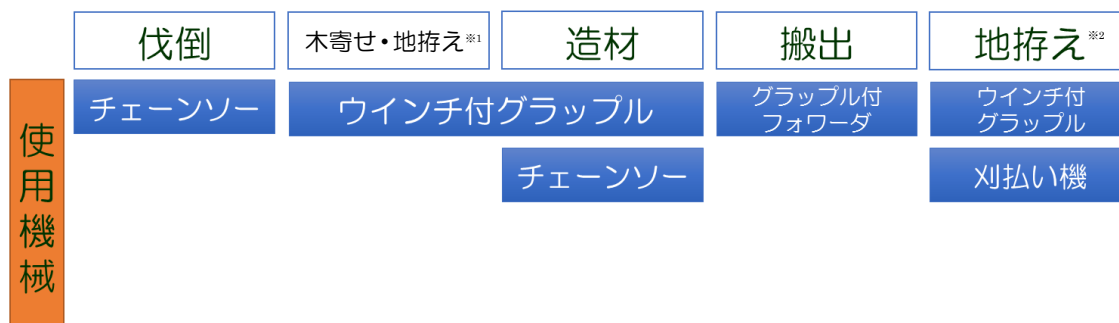 伐倒
木寄せ・地拵え※1
造材
搬出
地拵え※2
使用機械
チェーンソー
ウインチ付グラップル
グラップル付
フォワーダ
ウインチ付
グラップル
チェーンソー
刈払い機